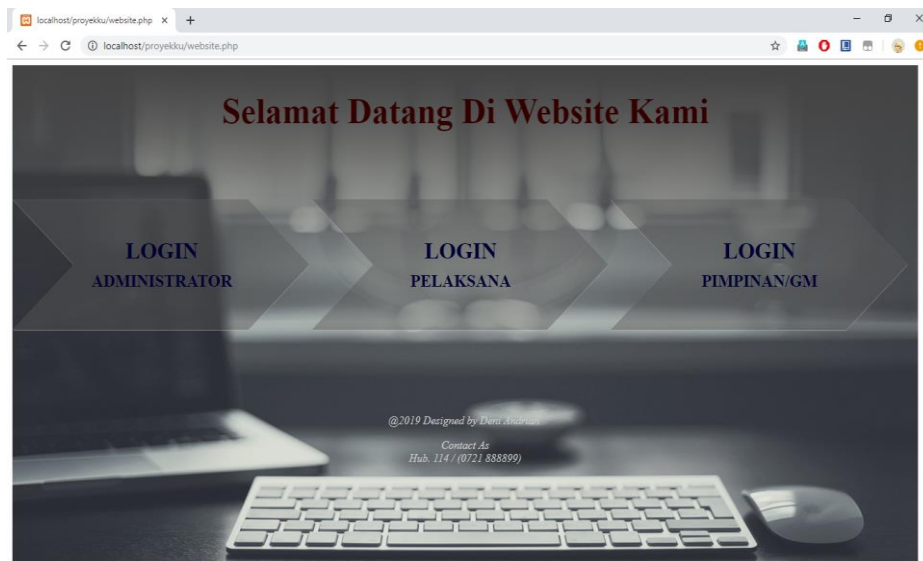 localhost/proyekku/website.php
localhost/proyekku/website.php
Selamat Datang Di Website Kami
LOGIN
ADMINISTRATOR
LOGIN
PELAKSANA
LOGIN
PIMPINAN/GM
@2019 Designed by Deni Andrian
Contact As
Hub. 114 / (0721 888899)